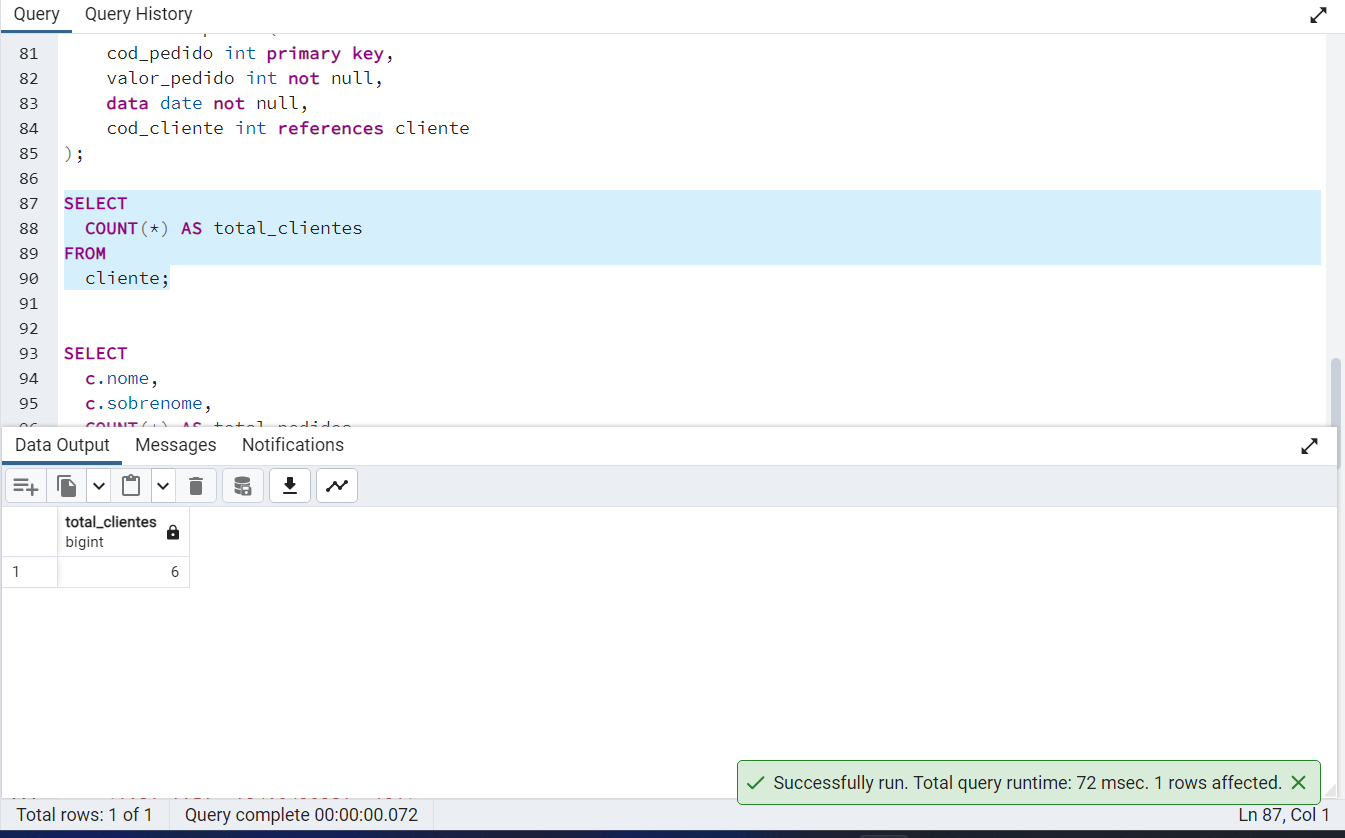 Query Query History
81 cod_pedido int primary key,
82 valor_pedido int not null,
83 data date not null,
84 cod_cliente int references cliente
85 );
86
87 SELECT
88 COUNT(*) AS total_clientes
89 FROM
90 cliente;
91
92
93 SELECT
94 c.nome,
95 c.sobrenome,
96 COUNT(*) AS total_pedidos
Data Output Messages Notifications
total_clientes
bigint
1 6
Successfully run. Total query runtime: 72 msec. 1 rows affected.
Total rows: 1 of 1 Query complete 00:00:00.072 Ln 87, Col 1